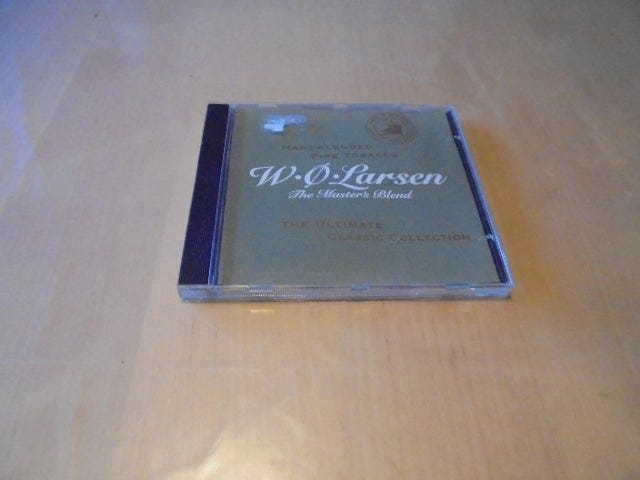 HANDBLENDED
PIPE TOBACCO
W·Ø·Larsen
The Master's Blend
THE ULTIMATE
CLASSIC COLLECTION